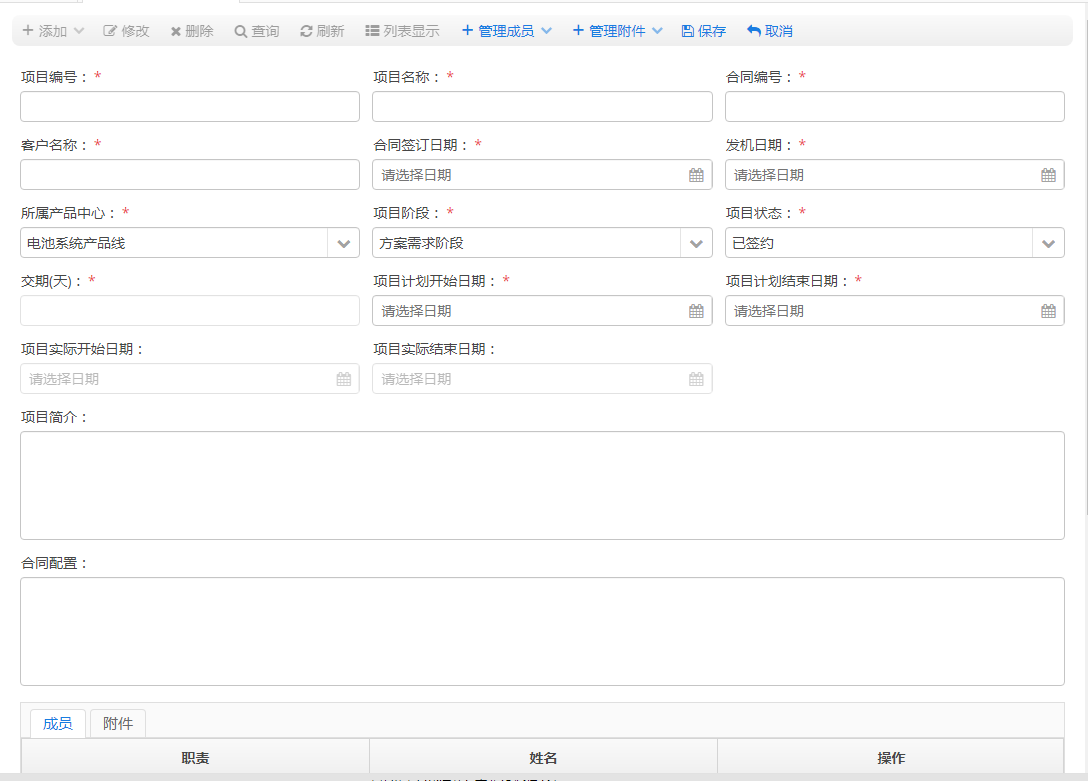 添加 修改 删除 查询 刷新 列表显示 管理成员 管理附件 保存 取消
项目编号： * 项目名称： * 合同编号： *
客户名称： * 合同签订日期： * 发机日期： *
请选择日期 请选择日期
所属产品中心： * 项目阶段： * 项目状态： *
电池系统产品线 方案需求阶段 已签约
交期(天)： * 项目计划开始日期： * 项目计划结束日期： *
请选择日期 请选择日期
项目实际开始日期： 项目实际结束日期：
请选择日期 请选择日期
项目简介：
合同配置：
成员 附件
职责 姓名 操作